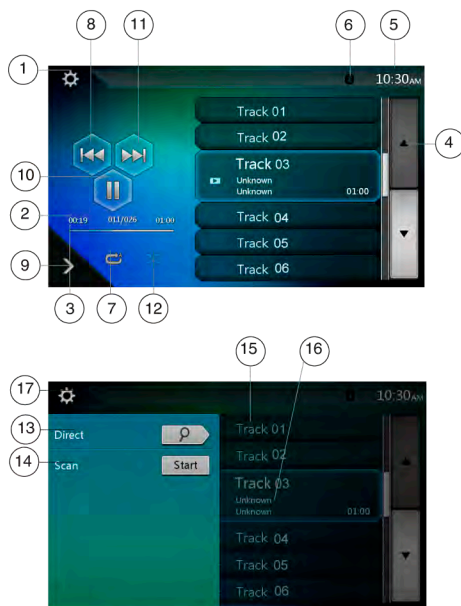 8
11
6
5
1
10:30AM
Track 01
Track 02
4
Track 03
10
Unknown
Unknown
01:00
2
00:19
011/026
01:00
Track 04
Track 05
9
Track 06
3
7
12
15
16
17
10:30AM
13
Direct
Track 01
14
Scan
Start
Track 02
Track 03
Unknown
Unknown
01:00
Track 04
Track 05
Track 06